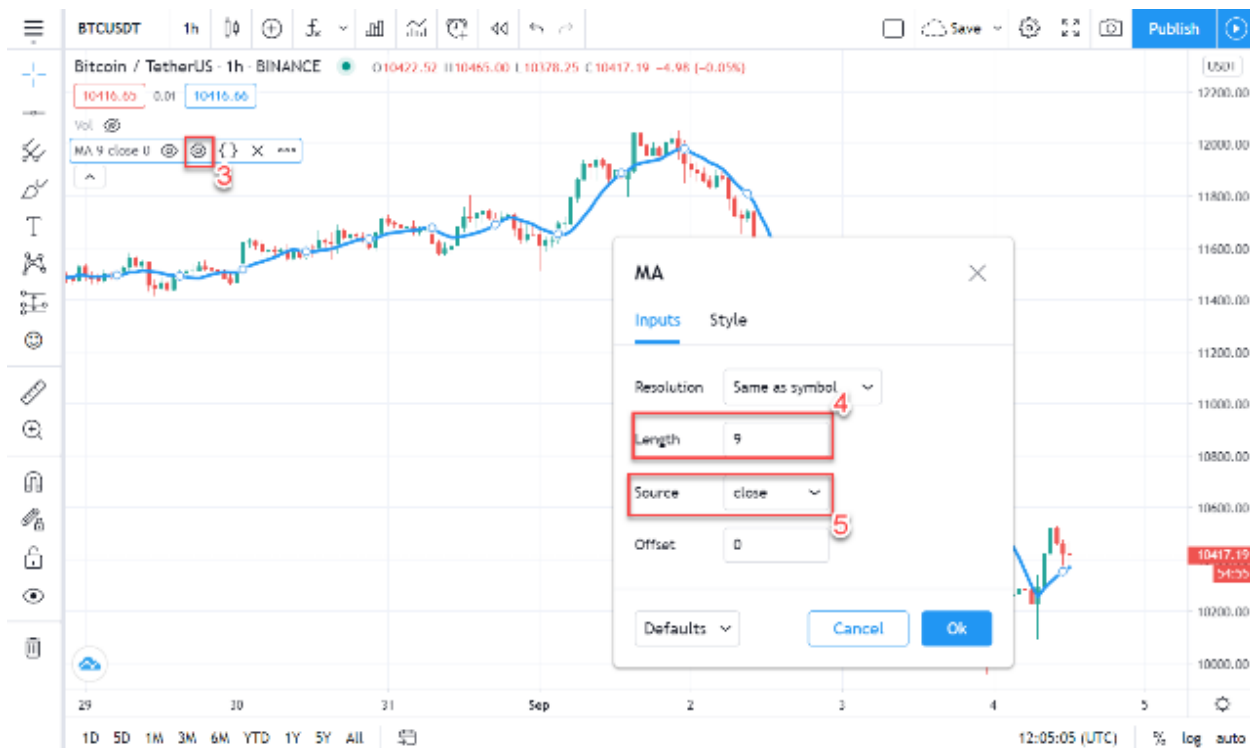 BTCUSDT 1h Save Publish
Bitcoin / TetherUS · 1h · BINANCE O10422.52 H10465.00 L10378.25 C10417.19 −4.98 (−0.05%) USDT
10416.65 0.01 10416.66
12200.00
Vol
MA 9 close 0 {}
12000.00
3
11800.00
T
11600.00
MA
11400.00
Inputs Style
11200.00
Resolution Same as symbol
4
11000.00
Length 9
10800.00
Source close
5
10600.00
Offset 0
10417.19
54:55
10200.00
Defaults Cancel Ok
10000.00
29 30 31 Sep 2 3 4 5
1D 5D 1M 3M 6M YTD 1Y 5Y All 12:05:05 (UTC) % log auto